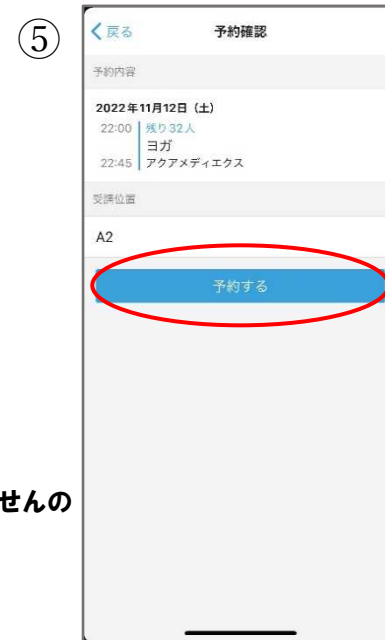 ⑤
戻る 予約確認
予約内容
2022年11月12日（土）
22:00 残り32人
ヨガ
22:45 アクアメディエクス
受講位置
A2
予約する
せんの